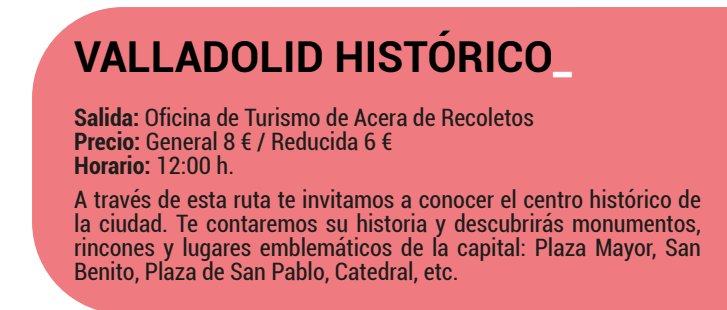 VALLADOLID HISTÓRICO_
Salida: Oficina de Turismo de Acera de Recoletos
Precio: General 8 € / Reducida 6 €
Horario: 12:00 h.
A través de esta ruta te invitamos a conocer el centro histórico de
la ciudad. Te contaremos su historia y descubrirás monumentos,
rincones y lugares emblemáticos de la capital: Plaza Mayor, San
Benito, Plaza de San Pablo, Catedral, etc.